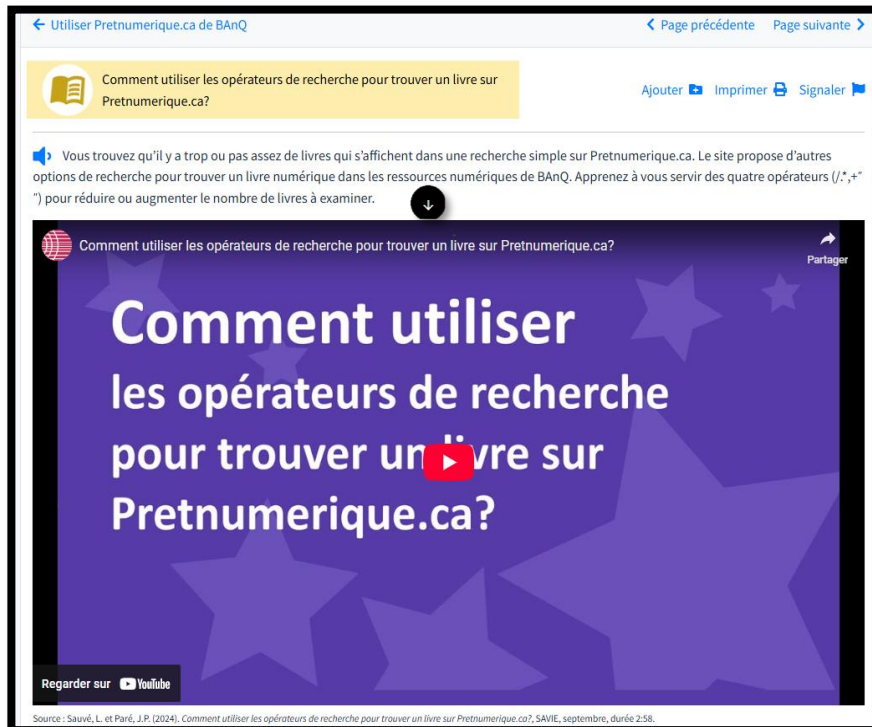 Utiliser Pretnumerique.ca de BAnQ
Page précédente Page suivante
Comment utiliser les opérateurs de recherche pour trouver un livre sur
Pretnumerique.ca?
Ajouter Imprimer Signaler
Vous trouvez qu'il y a trop ou pas assez de livres qui s'affichent dans une recherche simple sur Pretnumerique.ca. Le site propose d'autres
options de recherche pour trouver un livre numérique dans les ressources numériques de BAnQ. Apprenez à vous servir des quatre opérateurs (/.*,+"
") pour réduire ou augmenter le nombre de livres à examiner.
Comment utiliser les opérateurs de recherche pour trouver un livre sur Pretnumerique.ca?
Partager
Comment utiliser
les opérateurs de recherche
pour trouver un livre sur
Pretnumerique.ca?
Regarder sur YouTube
Source : Sauvé, L. et Paré, J.P. (2024). Comment utiliser les opérateurs de recherche pour trouver un livre sur Pretnumerique.ca?, SAVIE, septembre, durée 2:58.